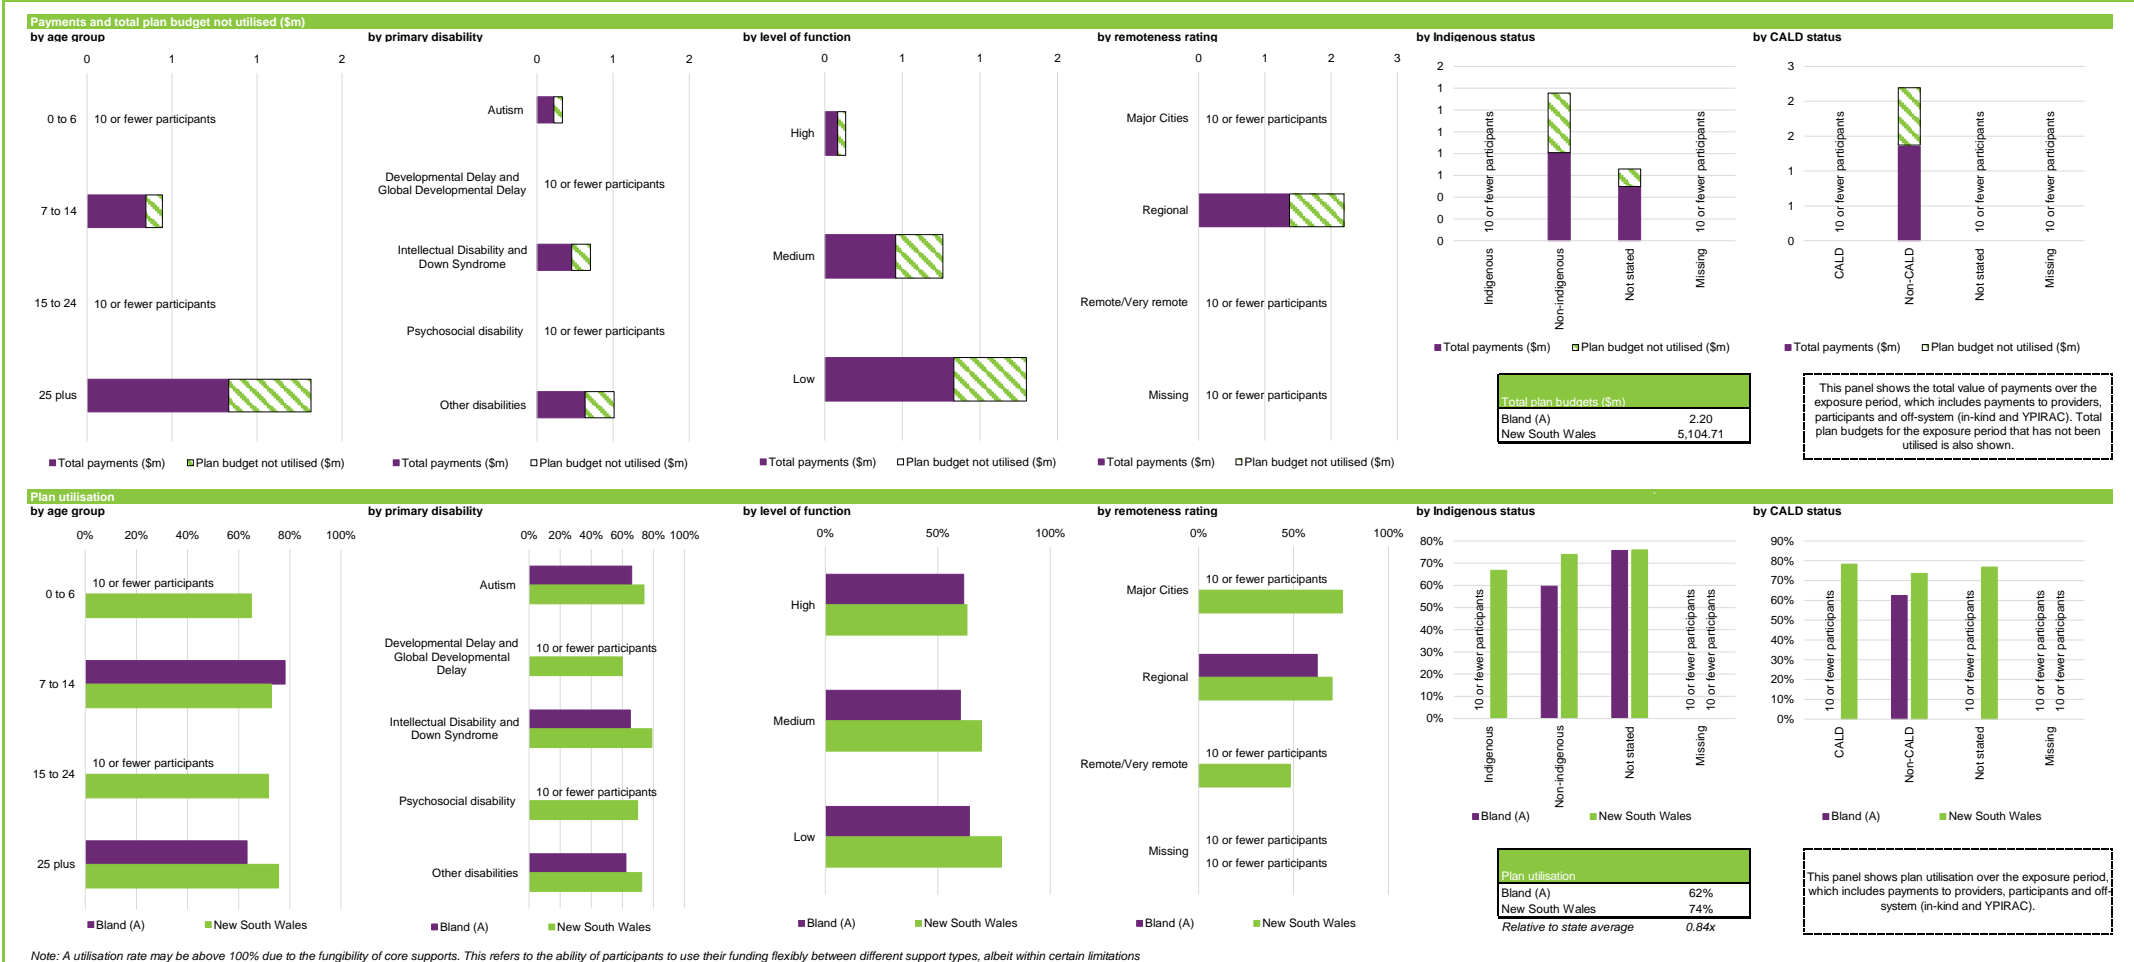 Payments and total plan budget not utilised ($m)
by age group
0 1 1 2
0 to 6
10 or fewer participants
7 to 14
15 to 24
10 or fewer participants
25 plus
Total payments ($m) Plan budget not utilised ($m)
by primary disability
0 1 1 2
Autism
Developmental Delay and
Global Developmental Delay
10 or fewer participants
Intellectual Disability and
Down Syndrome
Psychosocial disability
10 or fewer participants
Other disabilities
Total payments ($m) Plan budget not utilised ($m)
by level of function
0 1 1 2
High
Medium
Low
Total payments ($m) Plan budget not utilised ($m)
by remoteness rating
0 1 2 3
Major Cities
10 or fewer participants
Regional
Remote/Very remote
10 or fewer participants
Missing
10 or fewer participants
Total payments ($m) Plan budget not utilised ($m)
by Indigenous status
2
1
1
1
1
1
0
0
0
10 or fewer participants
10 or fewer participants
Indigenous
Non-indigenous
Not stated
Missing
Total payments ($m) Plan budget not utilised ($m)
Total plan budgets ($m)
Bland (A) 2.20
New South Wales 5,104.71
by CALD status
3
2
2
1
1
0
10 or fewer participants
10 or fewer participants
10 or fewer participants
CALD
Non-CALD
Not stated
Missing
Total payments ($m) Plan budget not utilised ($m)
This panel shows the total value of payments over the
exposure period, which includes payments to providers,
participants and off-system (in-kind and YPIRAC). Total
plan budgets for the exposure period that has not been
utilised is also shown.
Plan utilisation
by age group
0% 20% 40% 60% 80% 100%
0 to 6
10 or fewer participants
7 to 14
15 to 24
10 or fewer participants
25 plus
Bland (A) New South Wales
by primary disability
0% 20% 40% 60% 80% 100%
Autism
Developmental Delay and
Global Developmental
Delay
10 or fewer participants
Intellectual Disability and
Down Syndrome
Psychosocial disability
10 or fewer participants
Other disabilities
Bland (A) New South Wales
by level of function
0% 50% 100%
High
Medium
Low
Bland (A) New South Wales
by remoteness rating
0% 50% 100%
Major Cities
10 or fewer participants
Regional
Remote/Very remote
10 or fewer participants
Missing
10 or fewer participants
10 or fewer participants
Bland (A) New South Wales
by Indigenous status
80%
70%
60%
50%
40%
30%
20%
10%
0%
10 or fewer participants
10 or fewer participants
10 or fewer participants
Indigenous
Non-indigenous
Not stated
Missing
Bland (A) New South Wales
Plan utilisation
Bland (A) 62%
New South Wales 74%
Relative to state average 0.84x
by CALD status
90%
80%
70%
60%
50%
40%
30%
20%
10%
0%
10 or fewer participants
10 or fewer participants
10 or fewer participants
10 or fewer participants
CALD
Non-CALD
Not stated
Missing
Bland (A) New South Wales
This panel shows plan utilisation over the exposure period,
which includes payments to providers, participants and off-
system (in-kind and YPIRAC).
Note: A utilisation rate may be above 100% due to the fungibility of core supports. This refers to the ability of participants to use their funding flexibly between different support types, albeit within certain limitations